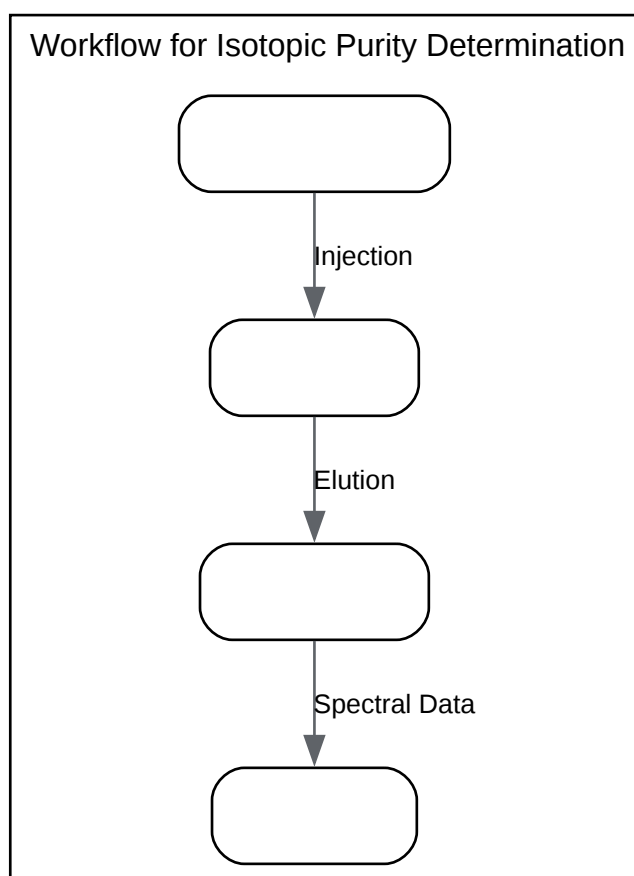 Workflow for Isotopic Purity Determination
Injection
Elution
Spectral Data